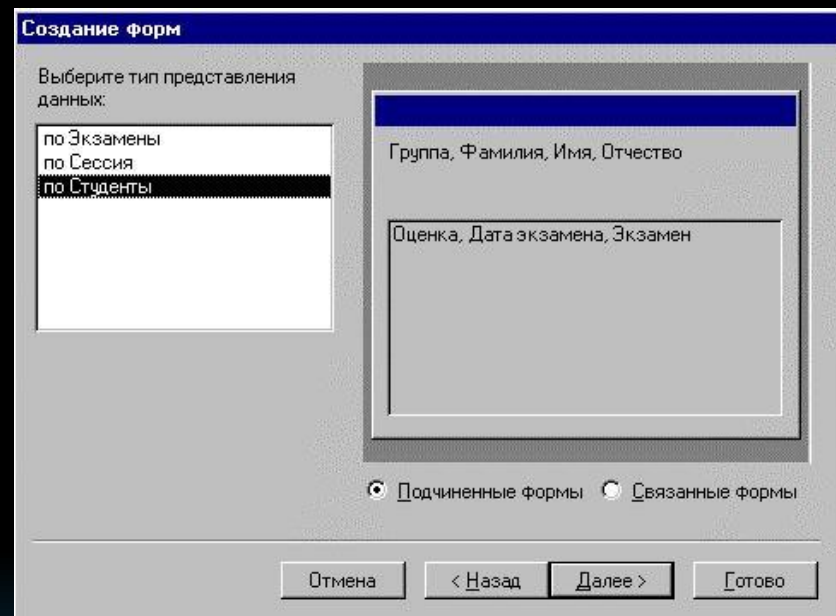 Создание форм
Выберите тип представления
данных:
по Экзамены
по Сессия
по Студенты
Группа, Фамилия, Имя, Отчество
Оценка, Дата экзамена, Экзамен
Подчиненные формы
Связанные формы
Отмена
< Назад
Далее >
Готово